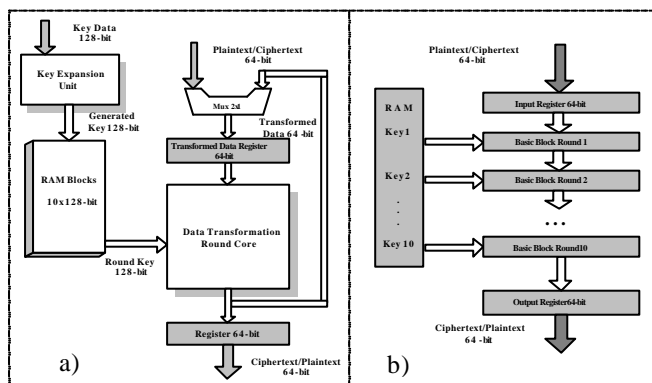 Key Data
128-bit
Key Expansion
Unit
Generated
Key 128-bit
RAM Blocks
10x128-bit
Round Key
128-bit
Plaintext/Ciphertext
64-bit
Mux 2x1
Transformed
Data 64 -bit
Transformed Data Register
64-bit
Data Transformation
Round Core
Register 64-bit
Ciphertext/Plaintext
64-bit
a)
Plaintext/Ciphertext
64-bit
RAM
Key1
Key2
.
.
.
Key 10
Input Register 64-bit
Basic Block Round 1
Basic Block Round 2
...
Basic Block Round10
Output Register64-bit
Ciphertext/Plaintext
64 -bit
b)